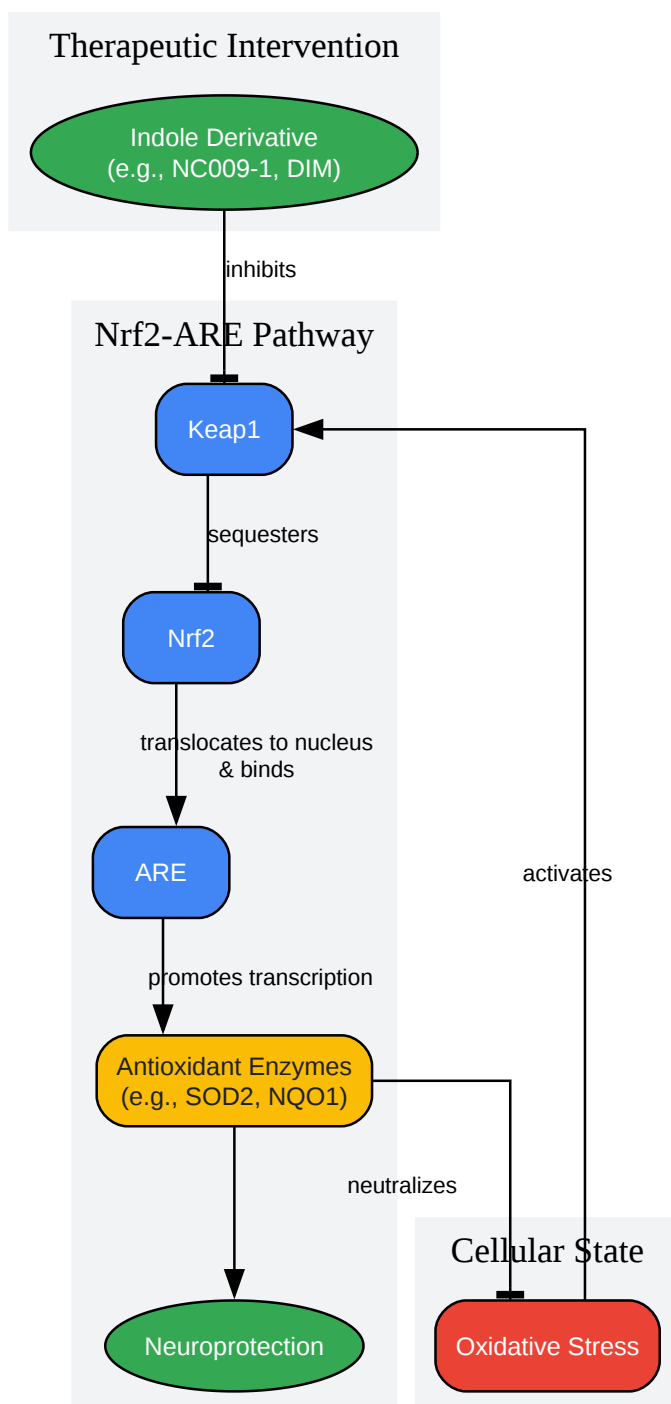 Therapeutic Intervention
Indole Derivative
(e.g., NC009-1, DIM)
inhibits
Nrf2-ARE Pathway
Keap1
sequesters
Nrf2
translocates to nucleus
& binds
ARE
activates
promotes transcription
Antioxidant Enzymes
(e.g., SOD2, NQO1)
neutralizes
Cellular State
Neuroprotection
Oxidative Stress